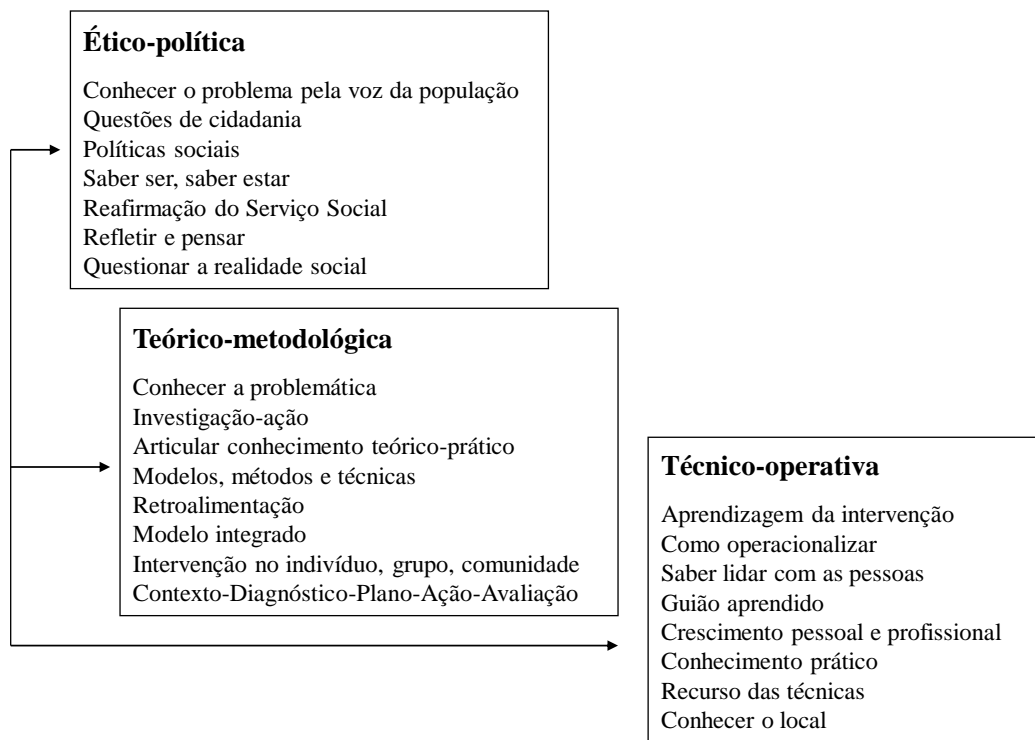 Ético-política
Conhecer o problema pela voz da população
Questões de cidadania
Políticas sociais
Saber ser, saber estar
Reafirmação do Serviço Social
Refletir e pensar
Questionar a realidade social
Teórico-metodológica
Conhecer a problemática
Investigação-ação
Articular conhecimento teórico-prático
Modelos, métodos e técnicas
Retroalimentação
Modelo integrado
Intervenção no indivíduo, grupo, comunidade
Contexto-Diagnóstico-Plano-Ação-Avaliação
Técnico-operativa
Aprendizagem da intervenção
Como operacionalizar
Saber lidar com as pessoas
Guião aprendido
Crescimento pessoal e profissional
Conhecimento prático
Recurso das técnicas
Conhecer o local